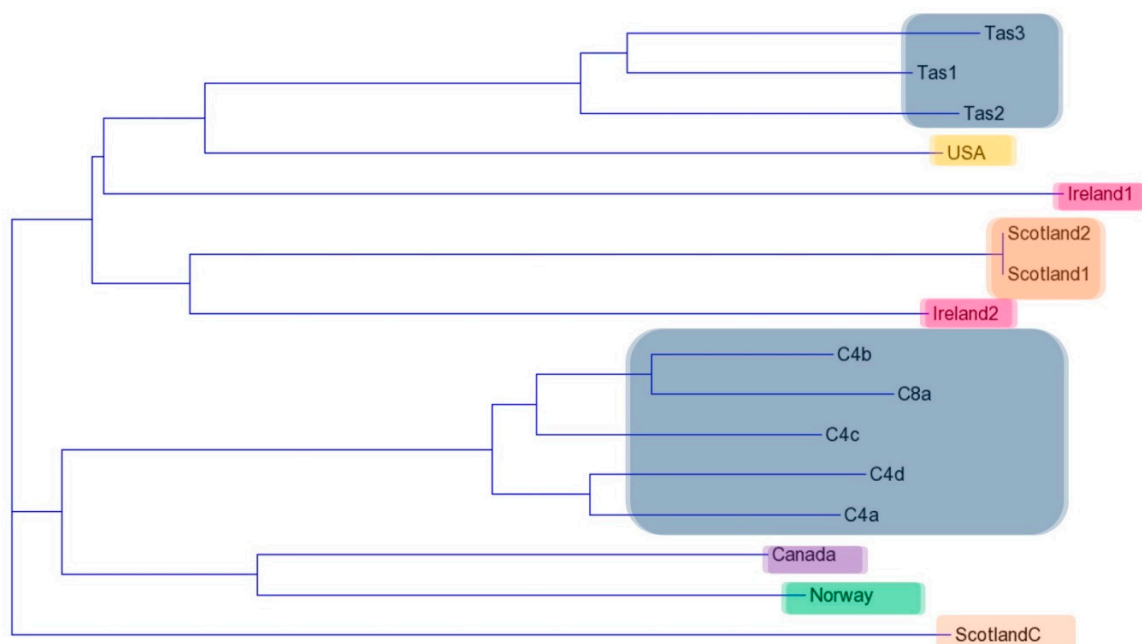 Tas3
Tas1
Tas2
USA
Ireland1
Scotland2
Scotland1
Ireland2
C4b
C8a
C4c
C4d
C4a
Canada
Norway
ScotlandC